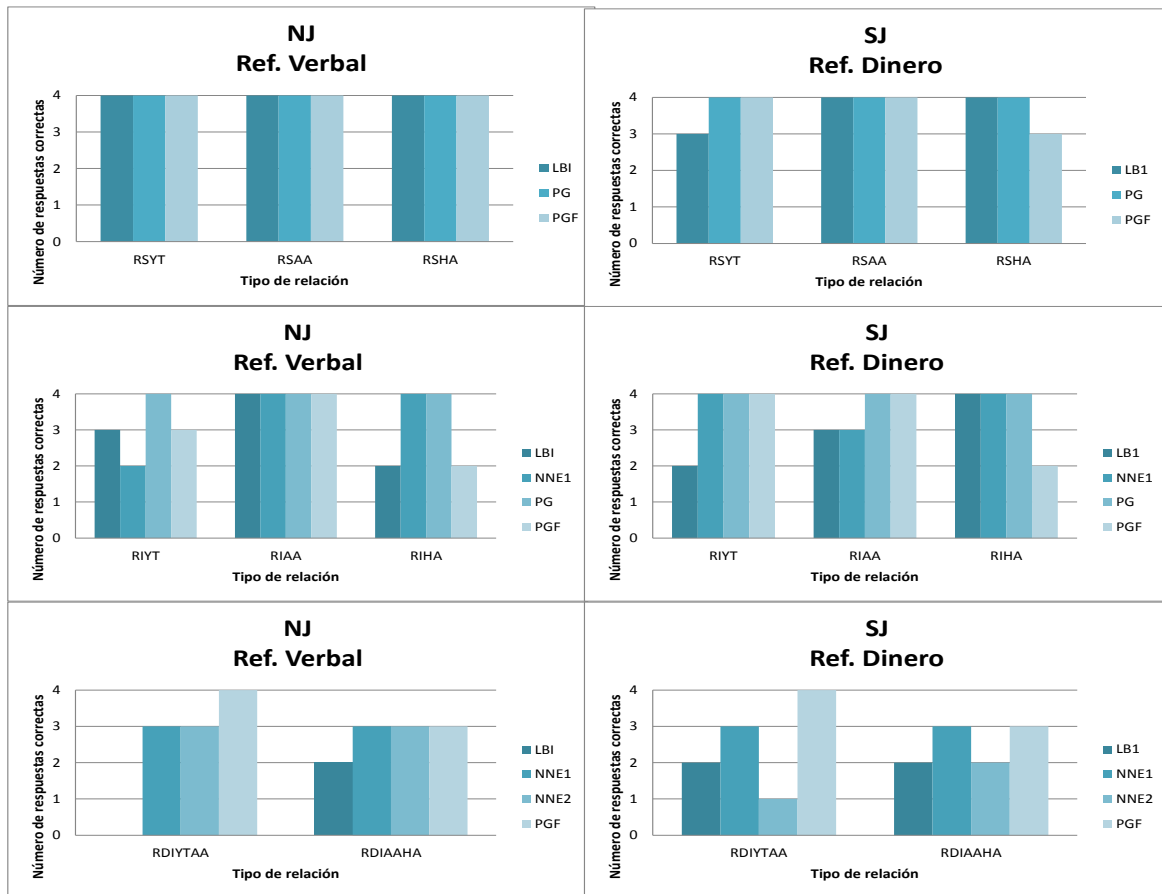 NJ
Ref. Verbal
Número de respuestas correctas
4
3
2
1
0
RSYT RSAA RSHA
Tipo de relación
LBI
PG
PGF
SJ
Ref. Dinero
Número de respuestas correctas
4
3
2
1
0
RSYT RSAA RSHA
Tipo de relación
LB1
PG
PGF
NJ
Ref. Verbal
Número de respuestas correctas
4
3
2
1
0
RIYT RIAA RIHA
Tipo de relación
LBI
NNE1
PG
PGF
SJ
Ref. Dinero
Número de respuestas correctas
4
3
2
1
0
RIYT RIAA RIHA
Tipo de relación
LB1
NNE1
PG
PGF
NJ
Ref. Verbal
Número de respuestas correctas
4
3
2
1
0
RDIYTAA RDIAAHA
Tipo de relación
LBI
NNE1
NNE2
PGF
SJ
Ref. Dinero
Número de respuestas correctas
4
3
2
1
0
RDIYTAA RDIAAHA
Tipo de relación
LB1
NNE1
NNE2
PGF